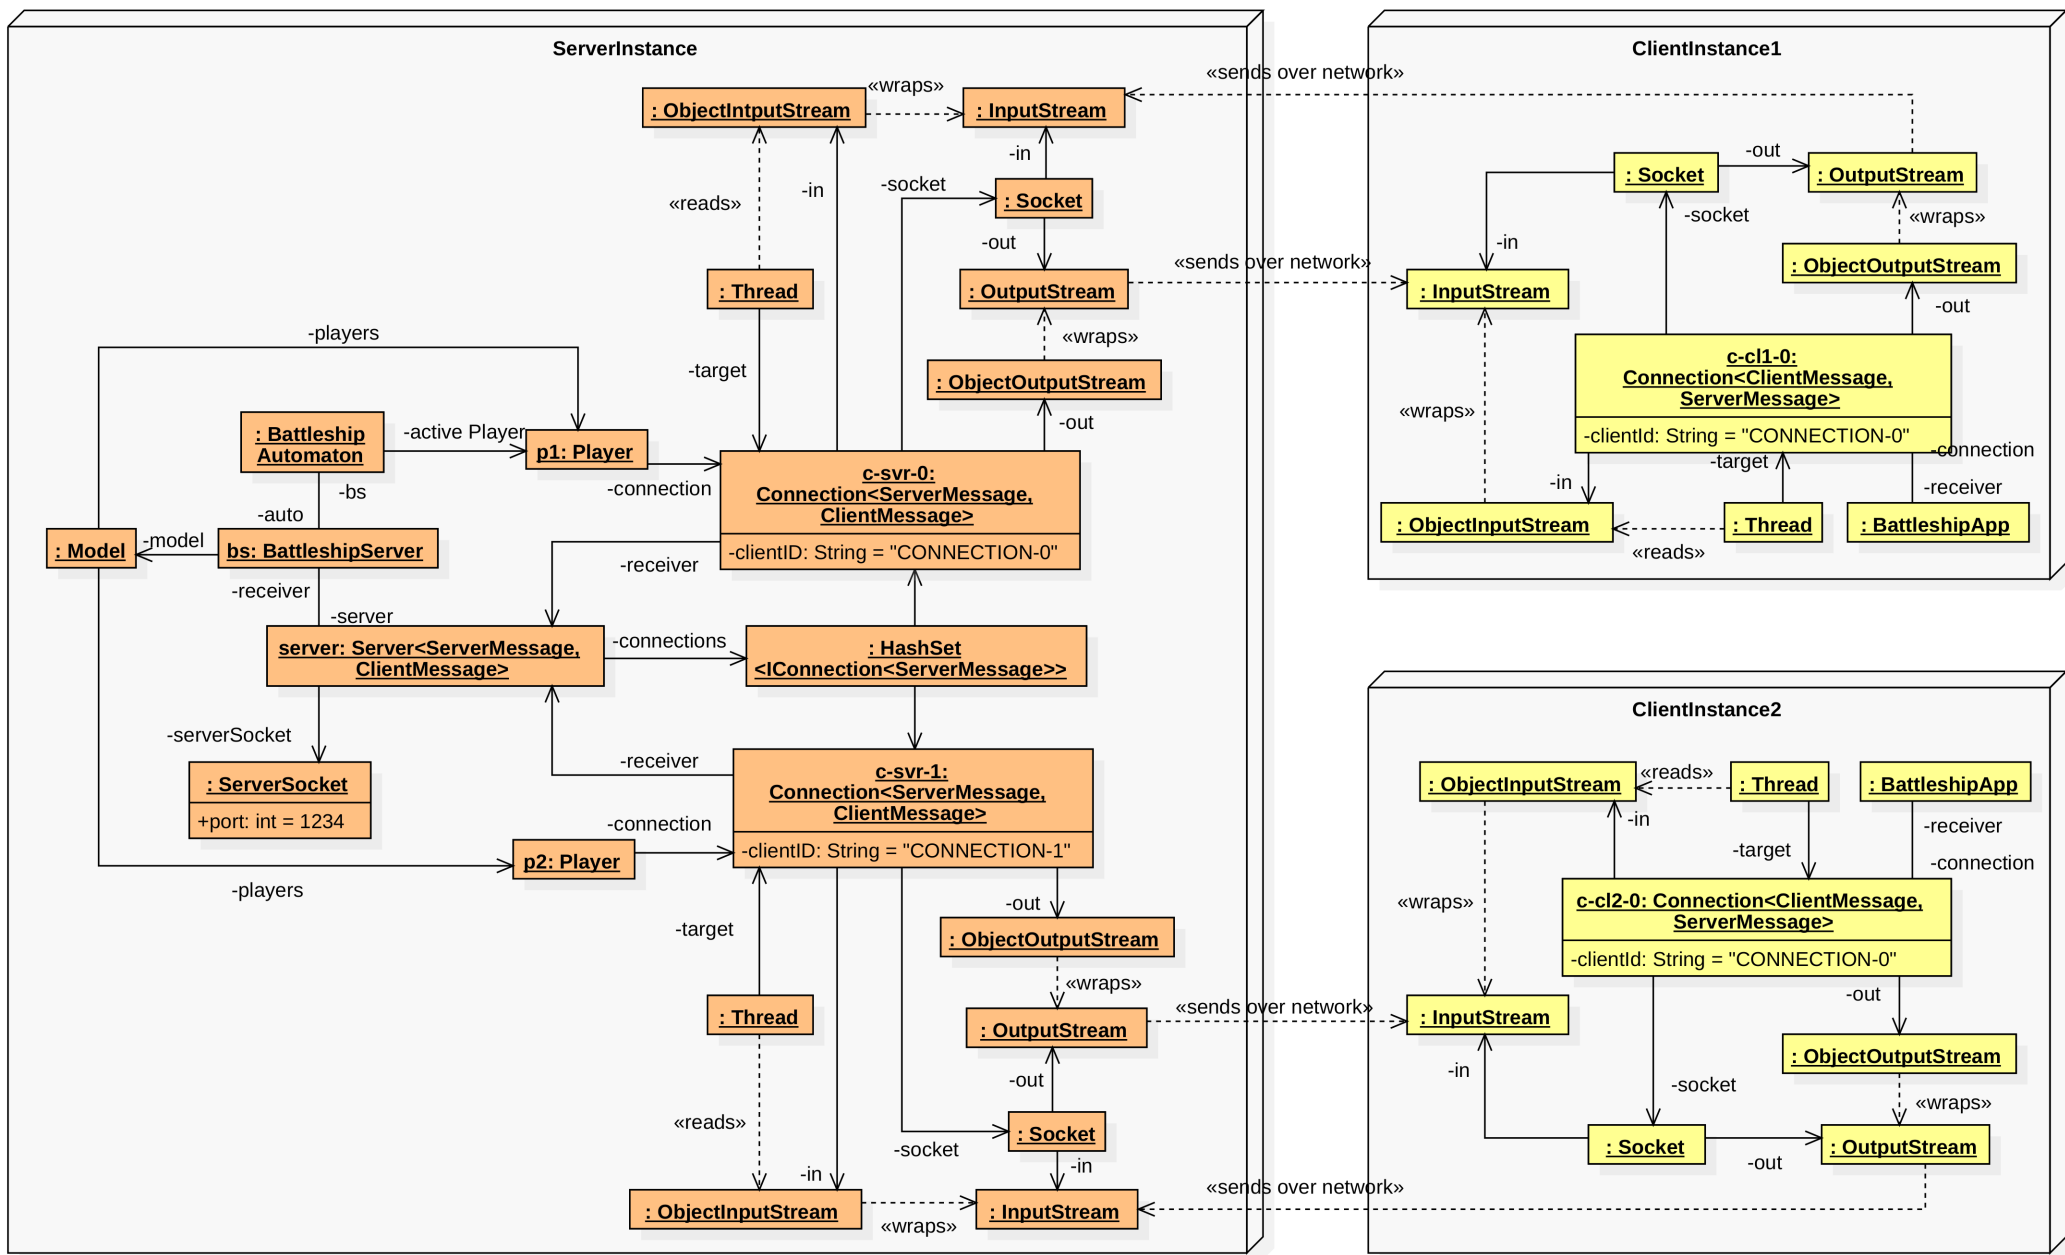 ServerInstance
«wraps»
: ObjectIntputStream
: InputStream
-in
-socket
: Socket
«reads»
-in
-out
: Thread
: OutputStream
«wraps»
-players
-target
: ObjectOutputStream
-out
: Battleship
Automaton
-active Player
p1: Player
-connection
c-svr-0:
Connection<ServerMessage,
ClientMessage>
-clientID: String = "CONNECTION-0"
-bs
-auto
: Model
-model
bs: BattleshipServer
-receiver
-receiver
-server
server: Server<ServerMessage,
ClientMessage>
-connections
: HashSet
<IConnection<ServerMessage>>
-serverSocket
-receiver
: ServerSocket
+port: int = 1234
c-svr-1:
Connection<ServerMessage,
ClientMessage>
-clientID: String = "CONNECTION-1"
-connection
p2: Player
-players
-out
-target
: ObjectOutputStream
«wraps»
: Thread
: OutputStream
-out
«reads»
: Socket
-socket
-in
-in
: ObjectInputStream
«wraps»
: InputStream
«sends over network»
«sends over network»
«sends over network»
«sends over network»
ClientInstance1
-out
: Socket
: OutputStream
-socket
«wraps»
-in
: ObjectOutputStream
: InputStream
-out
c-cl1-0:
Connection<ClientMessage,
ServerMessage>
-clientId: String = "CONNECTION-0"
«wraps»
-connection
-target
-in
-receiver
: ObjectInputStream
: Thread
: BattleshipApp
«reads»
ClientInstance2
: ObjectInputStream
«reads»
: Thread
: BattleshipApp
-in
-receiver
-target
-connection
«wraps»
c-cl2-0: Connection<ClientMessage,
ServerMessage>
-clientId: String = "CONNECTION-0"
-out
: InputStream
: ObjectOutputStream
-in
-socket
«wraps»
: Socket
-out
: OutputStream